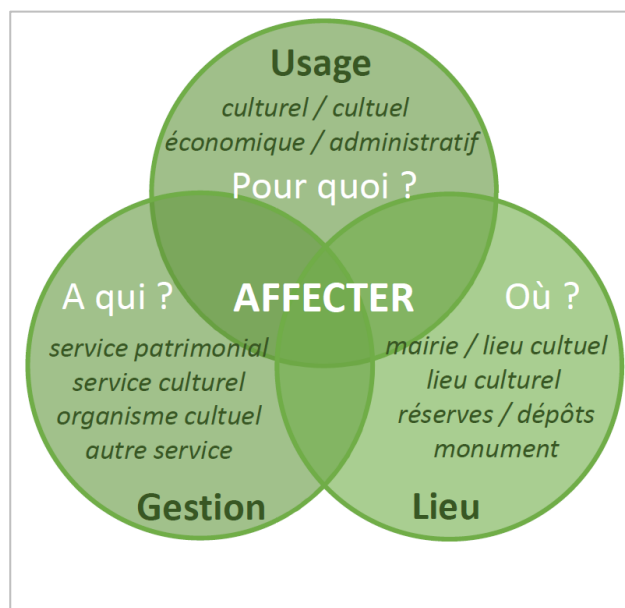 Usage
culturel / cultuel
économique / administratif
Pour quoi ?
A qui ?
AFFECTER
Où ?
service patrimonial
service culturel
organisme cultuel
autre service
Gestion
mairie / lieu cultuel
lieu culturel
réserves / dépôts
monument
Lieu